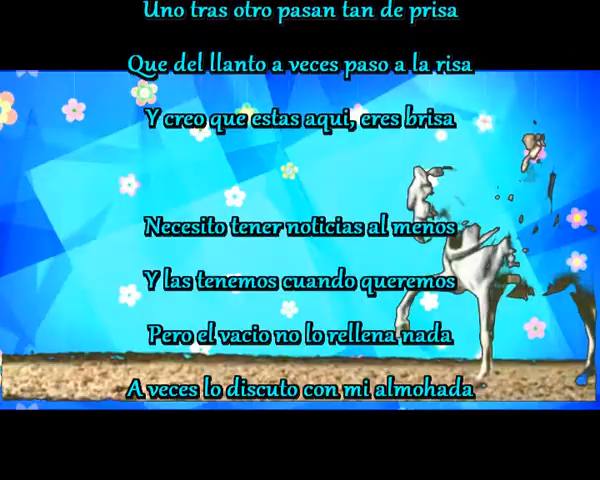 Uno tras otro pasan tan de prisa
Que del llanto a veces paso a la risa
Y creo que estas aqui, eres brisa
Necesito tener noticias al menos
Y las tenemos cuando queremos
Pero el vacio no lo rellena nada
A veces lo discuto con mi almohada